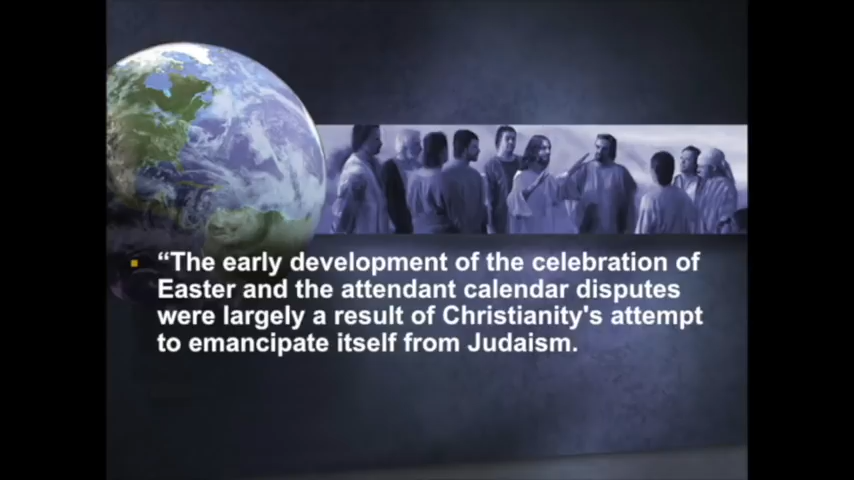 “The early development of the celebration of
Easter and the attendant calendar disputes
were largely a result of Christianity's attempt
to emancipate itself from Judaism.